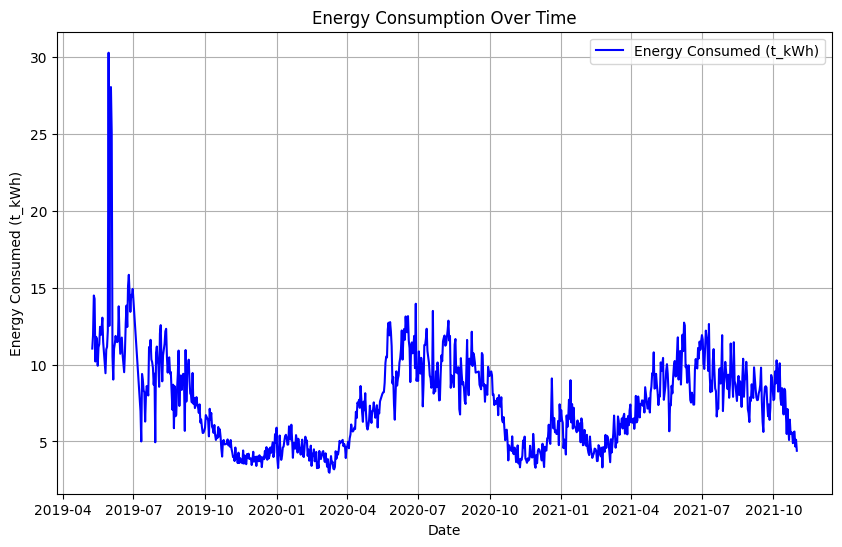 Energy Consumption Over Time
Energy Consumed (t_kWh)
Energy Consumed (t_kWh)
30
25
20
15
10
5
2019-04 2019-07 2019-10 2020-01 2020-04 2020-07 2020-10 2021-01 2021-04 2021-07 2021-10
Date